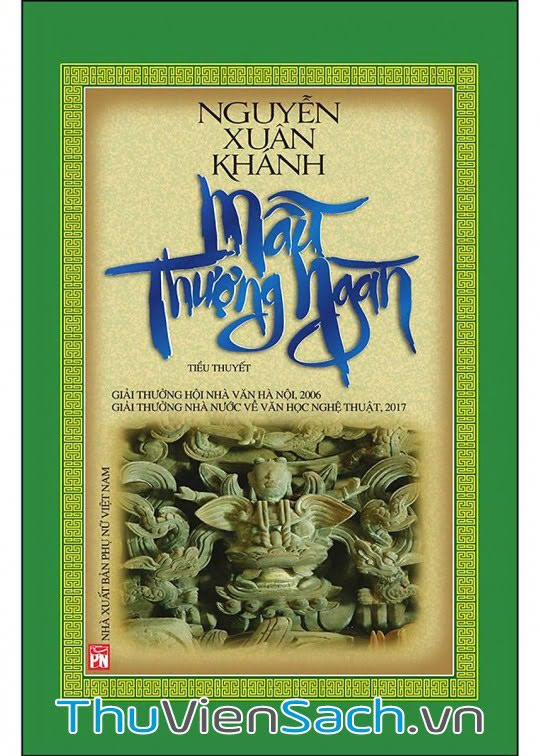 NGUYỄN
XUÂN
KHÁNH
Mẫu
Thượng Ngàn
TIỂU THUYẾT
GIẢI THƯỞNG HỘI NHÀ VĂN HÀ NỘI, 2006
GIẢI THƯỞNG NHÀ NƯỚC VỀ VĂN HỌC NGHỆ THUẬT, 2017
NHÀ XUẤT BẢN PHỤ NỮ VIỆT NAM
PN
ThuVienSach.vn